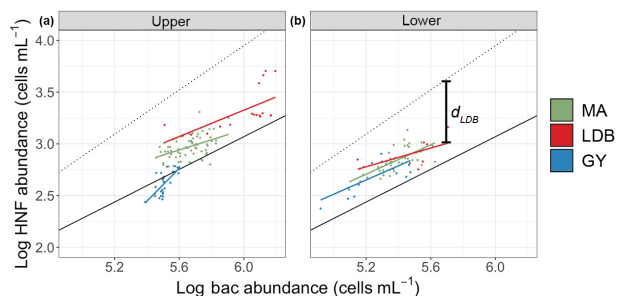 (a) Upper
(b) Lower
Log HNF abundance (cells mL⁻¹)
4.0
3.5
3.0
2.5
2.0
d_LDB
MA
LDB
GY
5.2 5.6 6.0
5.2 5.6 6.0
Log bac abundance (cells mL⁻¹)